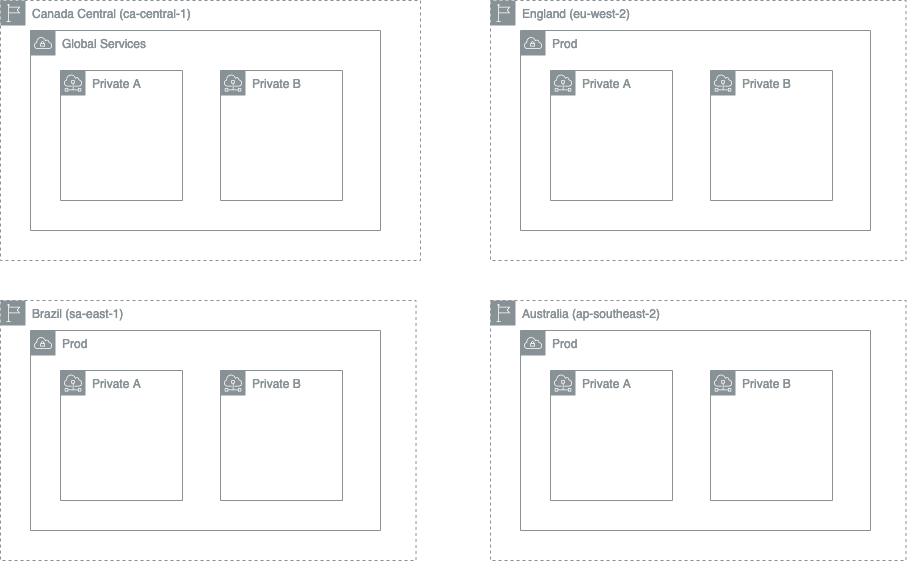 Canada Central (ca-central-1)
Global Services
Private A
Private B
England (eu-west-2)
Prod
Private A
Private B
Brazil (sa-east-1)
Prod
Private A
Private B
Australia (ap-southeast-2)
Prod
Private A
Private B